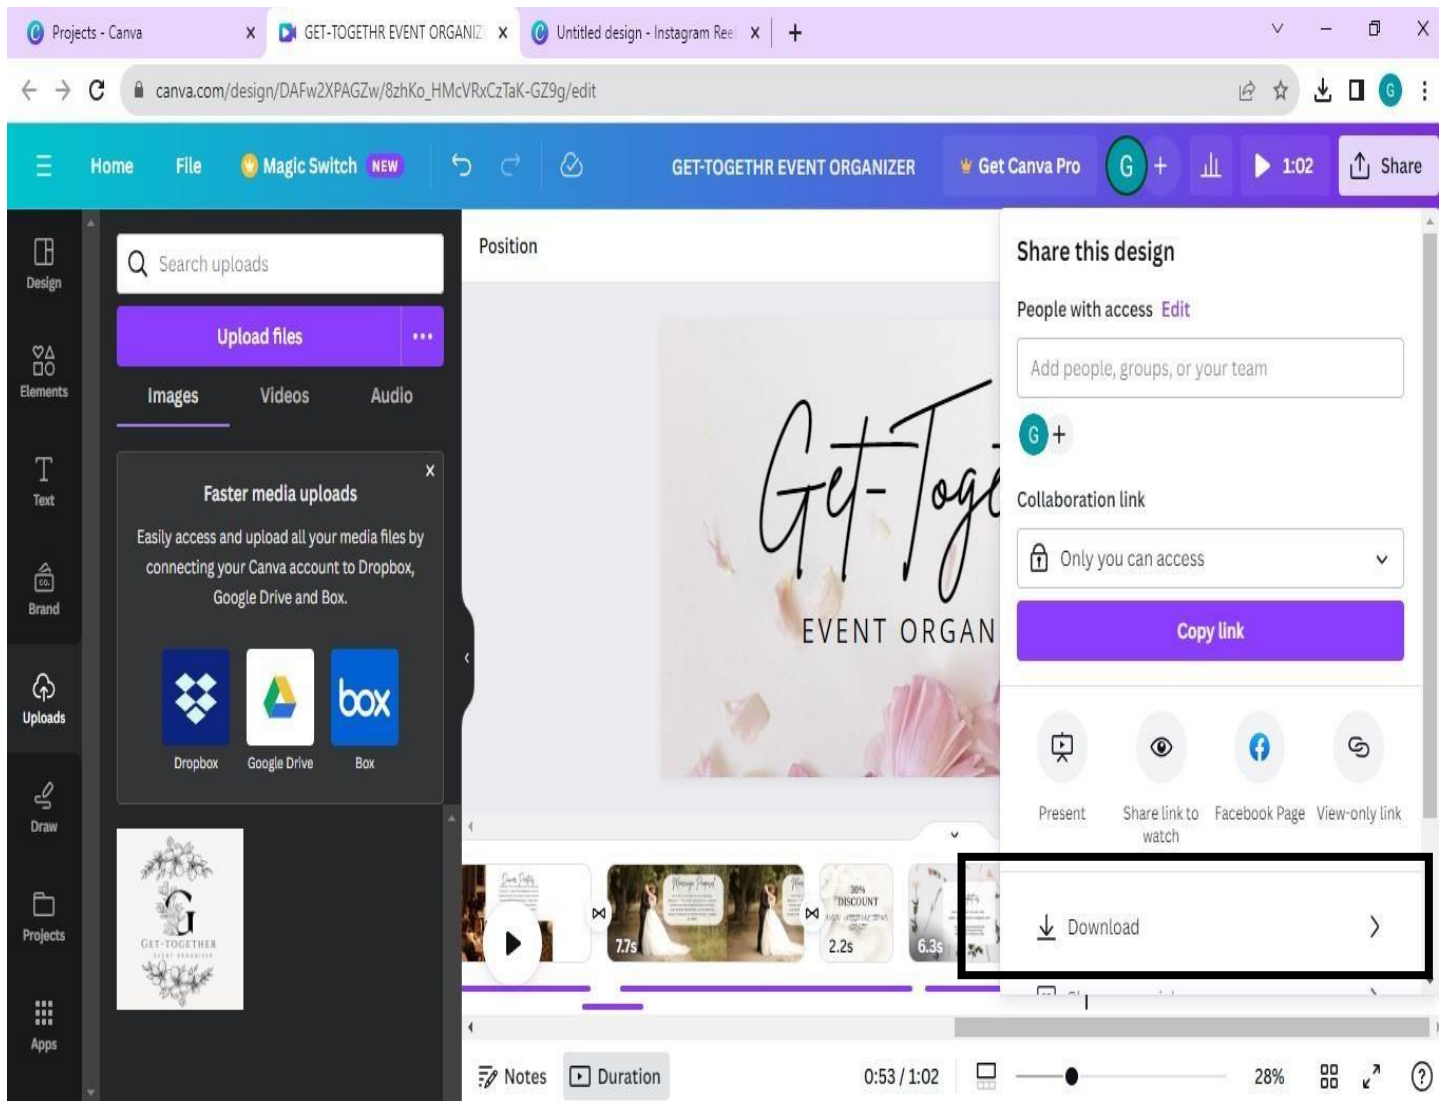 Projects - Canva
GET-TOGETHR EVENT ORGANIZ
Untitled design - Instagram Ree
canva.com/design/DAFw2XPAGZw/8zhKo_HMcVRxCzTaK-GZ9g/edit
G
Home
File
Magic Switch
NEW
GET-TOGETHR EVENT ORGANIZER
Get Canva Pro
G
+
1:02
Share
Design
Elements
Text
CO.
Brand
Uploads
Draw
Projects
Apps
Search uploads
Upload files
Images
Videos
Audio
Faster media uploads
Easily access and upload all your media files by
connecting your Canva account to Dropbox,
Google Drive and Box.
box
Dropbox
Google Drive
Box
G
GET-TOGETHER
EVENT ORGANIZER
Position
Get-Toge
EVENT ORGAN
Share this design
People with access Edit
Add people, groups, or your team
G
+
Collaboration link
Only you can access
Copy link
Present
Share link to
watch
Facebook Page
View-only link
Download
Marriage Proposal
7.7s
30%
DISCOUNT
2.2s
6.3s
Notes
Duration
0:53 / 1:02
28%